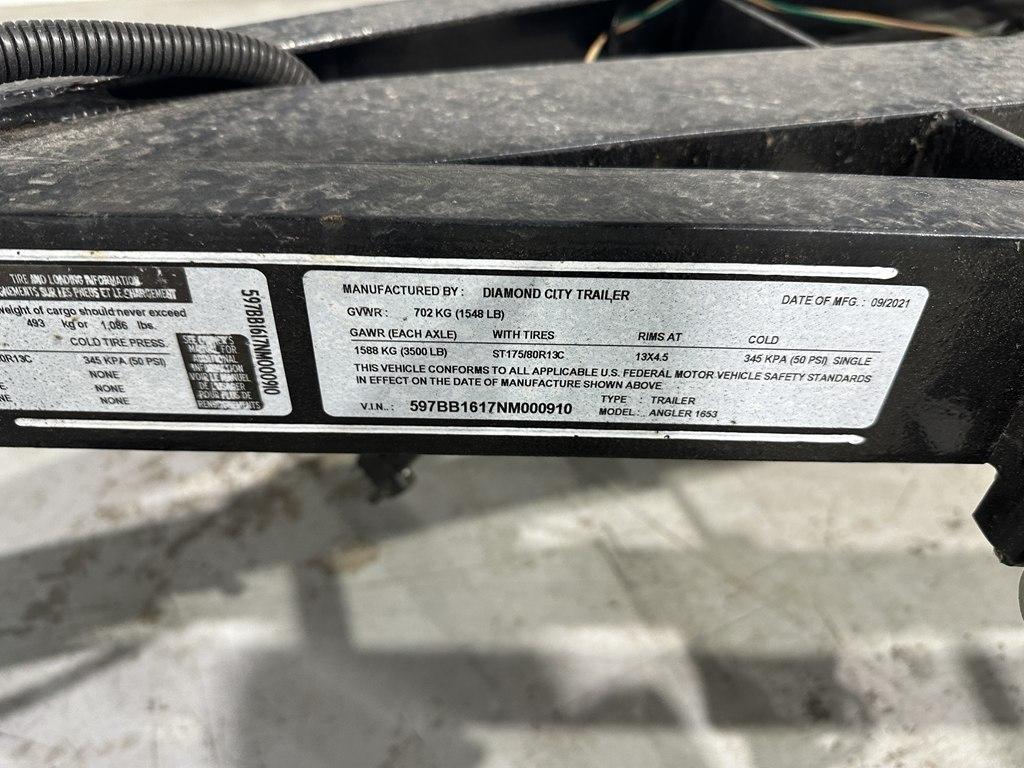 TIRE AND LOADING INFORMATION
GNEMENTS SUR LES PNEUS ET LE CHARGEMENT
weight of cargo should never exceed
493 kg or 1,086 lbs.
COLD TIRE PRESS.
0R13C 345 KPA (50 PSI)
NONE
NONE
NE. NONE
597BB1617NM000910
MANUFACTURED BY : DIAMOND CITY TRAILER
DATE OF MFG. : 09/2021
GVWR : 702 KG (1548 LB)
GAWR (EACH AXLE) WITH TIRES RIMS AT COLD
1588 KG (3500 LB) ST175/80R13C 13X4.5 345 KPA (50 PSI) SINGLE
THIS VEHICLE CONFORMS TO ALL APPLICABLE U.S. FEDERAL MOTOR VEHICLE SAFETY STANDARDS
IN EFFECT ON THE DATE OF MANUFACTURE SHOWN ABOVE
TYPE : TRAILER
V.I.N.. : 597BB1617NM000910
MODEL : ANGLER 1653